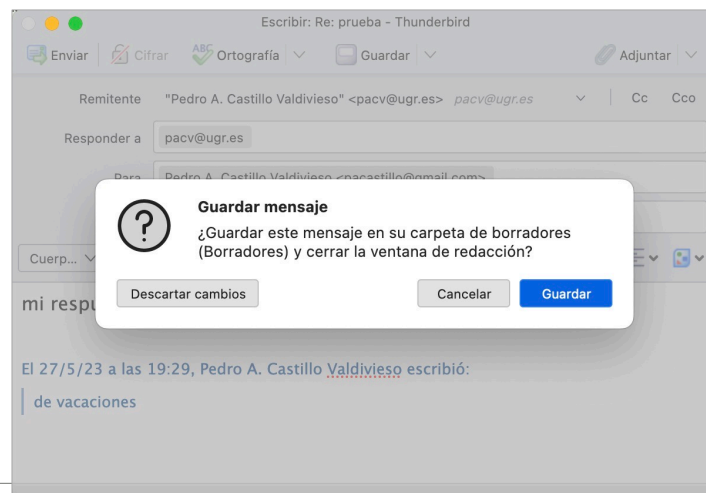 Escribir: Re: prueba - Thunderbird
Enviar Cifrar ABC Ortografía Guardar Adjuntar
Remitente "Pedro A. Castillo Valdivieso" <pacv@ugr.es> pacv@ugr.es Cc Cco
Responder a pacv@ugr.es
Para Pedro A. Castillo Valdivieso <pacastillo@gmail.com>
Guardar mensaje
¿Guardar este mensaje en su carpeta de borradores
(Borradores) y cerrar la ventana de redacción?
Cuerp...
Descartar cambios Cancelar Guardar
mi
El 27/5/23 a las 19:29, Pedro A. Castillo Valdivieso escribió:
de vacaciones